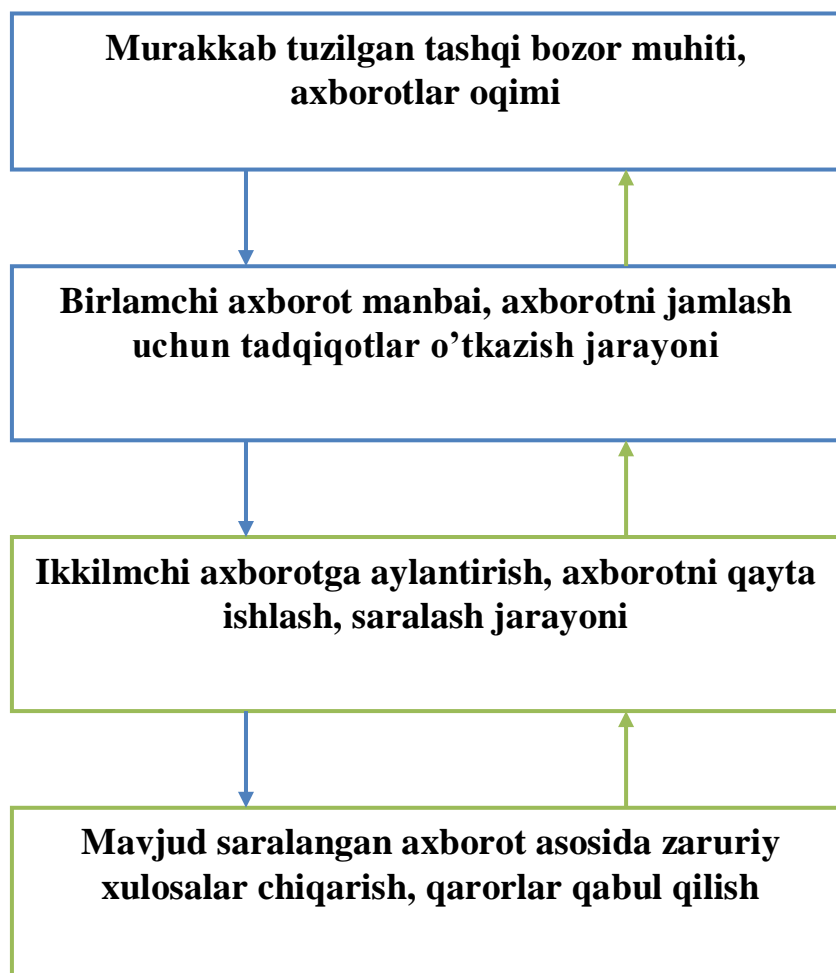 Murakkab tuzilgan tashqi bozor muhiti,
axborotlar oqimi
Birlamchi axborot manbai, axborotni jamlash
uchun tadqiqotlar o’tkazish jarayoni
Ikkilmchi axborotga aylantirish, axborotni qayta
ishlash, saralash jarayoni
Mavjud saralangan axborot asosida zaruriy
xulosalar chiqarish, qarorlar qabul qilish